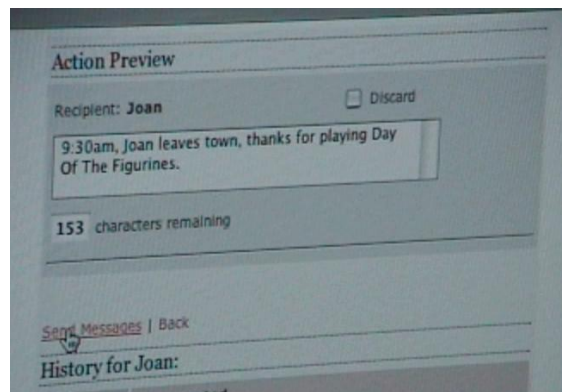 Action Preview
Recipient: Joan
Discard
9:30am, Joan leaves town, thanks for playing Day
Of The Figurines.
153 characters remaining
Send Messages | Back
History for Joan: